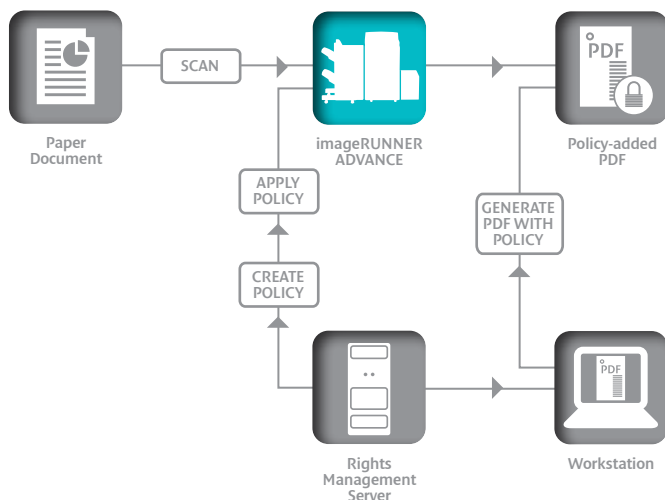 PDF
SCAN
Paper
Document
imageRUNNER
ADVANCE
Policy-added
PDF
APPLY
POLICY
GENERATE
PDF WITH
POLICY
CREATE
POLICY
PDF
Rights
Management
Server
Workstation